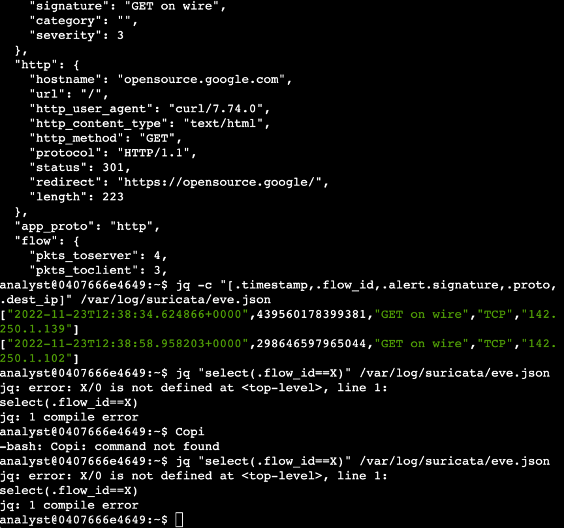 "signature": "GET on wire",
"category": "",
"severity": 3
},
"http": {
"hostname": "opensource.google.com",
"url": "/",
"http_user_agent": "curl/7.74.0",
"http_content_type": "text/html",
"http_method": "GET",
"protocol": "HTTP/1.1",
"status": 301,
"redirect": "https://opensource.google/",
"length": 223
},
"app_proto": "http",
"flow": {
"pkts_toserver": 4,
"pkts_toclient": 3,
analyst@0407666e4649:~$ jq -c "[.timestamp,.flow_id,.alert.signature,.proto,
.dest_ip]" /var/log/suricata/eve.json
["2022-11-23T12:38:34.624866+0000",439560178399381,"GET on wire","TCP","142.
250.1.139"]
["2022-11-23T12:38:58.958203+0000",298646597965044,"GET on wire","TCP","142.
250.1.102"]
analyst@0407666e4649:~$ jq "select(.flow_id==X)" /var/log/suricata/eve.json
jq: error: X/0 is not defined at <top-level>, line 1:
select(.flow_id==X)
jq: 1 compile error
analyst@0407666e4649:~$ Copi
-bash: Copi: command not found
analyst@0407666e4649:~$ jq "select(.flow_id==X)" /var/log/suricata/eve.json
jq: error: X/0 is not defined at <top-level>, line 1:
select(.flow_id==X)
jq: 1 compile error
analyst@0407666e4649:~$